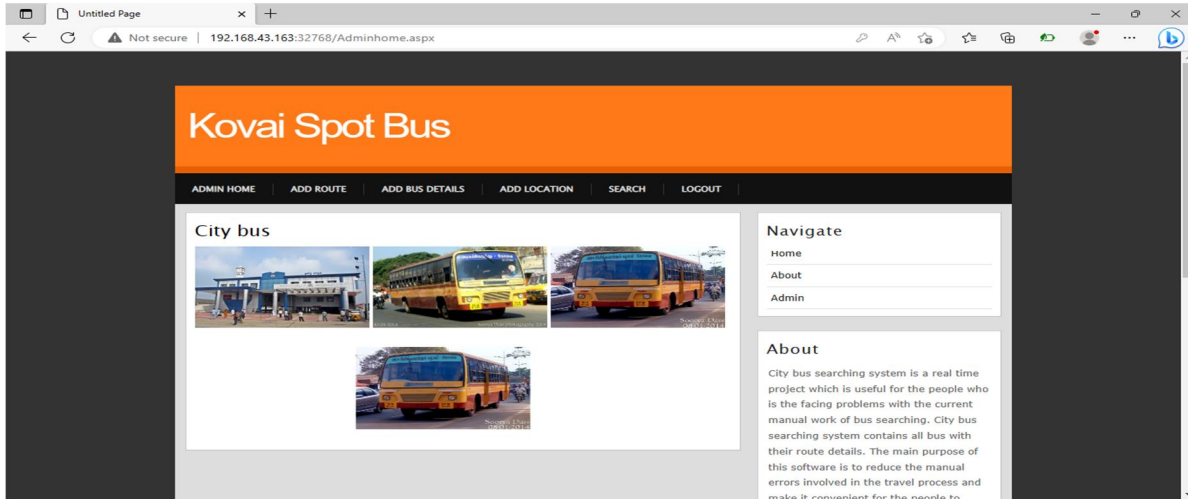 Untitled Page
Not secure | 192.168.43.163:32768/Adminhome.aspx
Kovai Spot Bus
ADMIN HOME
ADD ROUTE
ADD BUS DETAILS
ADD LOCATION
SEARCH
LOGOUT
City bus
Navigate
Home
About
Admin
About
City bus searching system is a real time
project which is useful for the people who
is the facing problems with the current
manual work of bus searching. City bus
searching system contains all bus with
their route details. The main purpose of
this software is to reduce the manual
errors involved in the travel process and
make it convenient for the people to